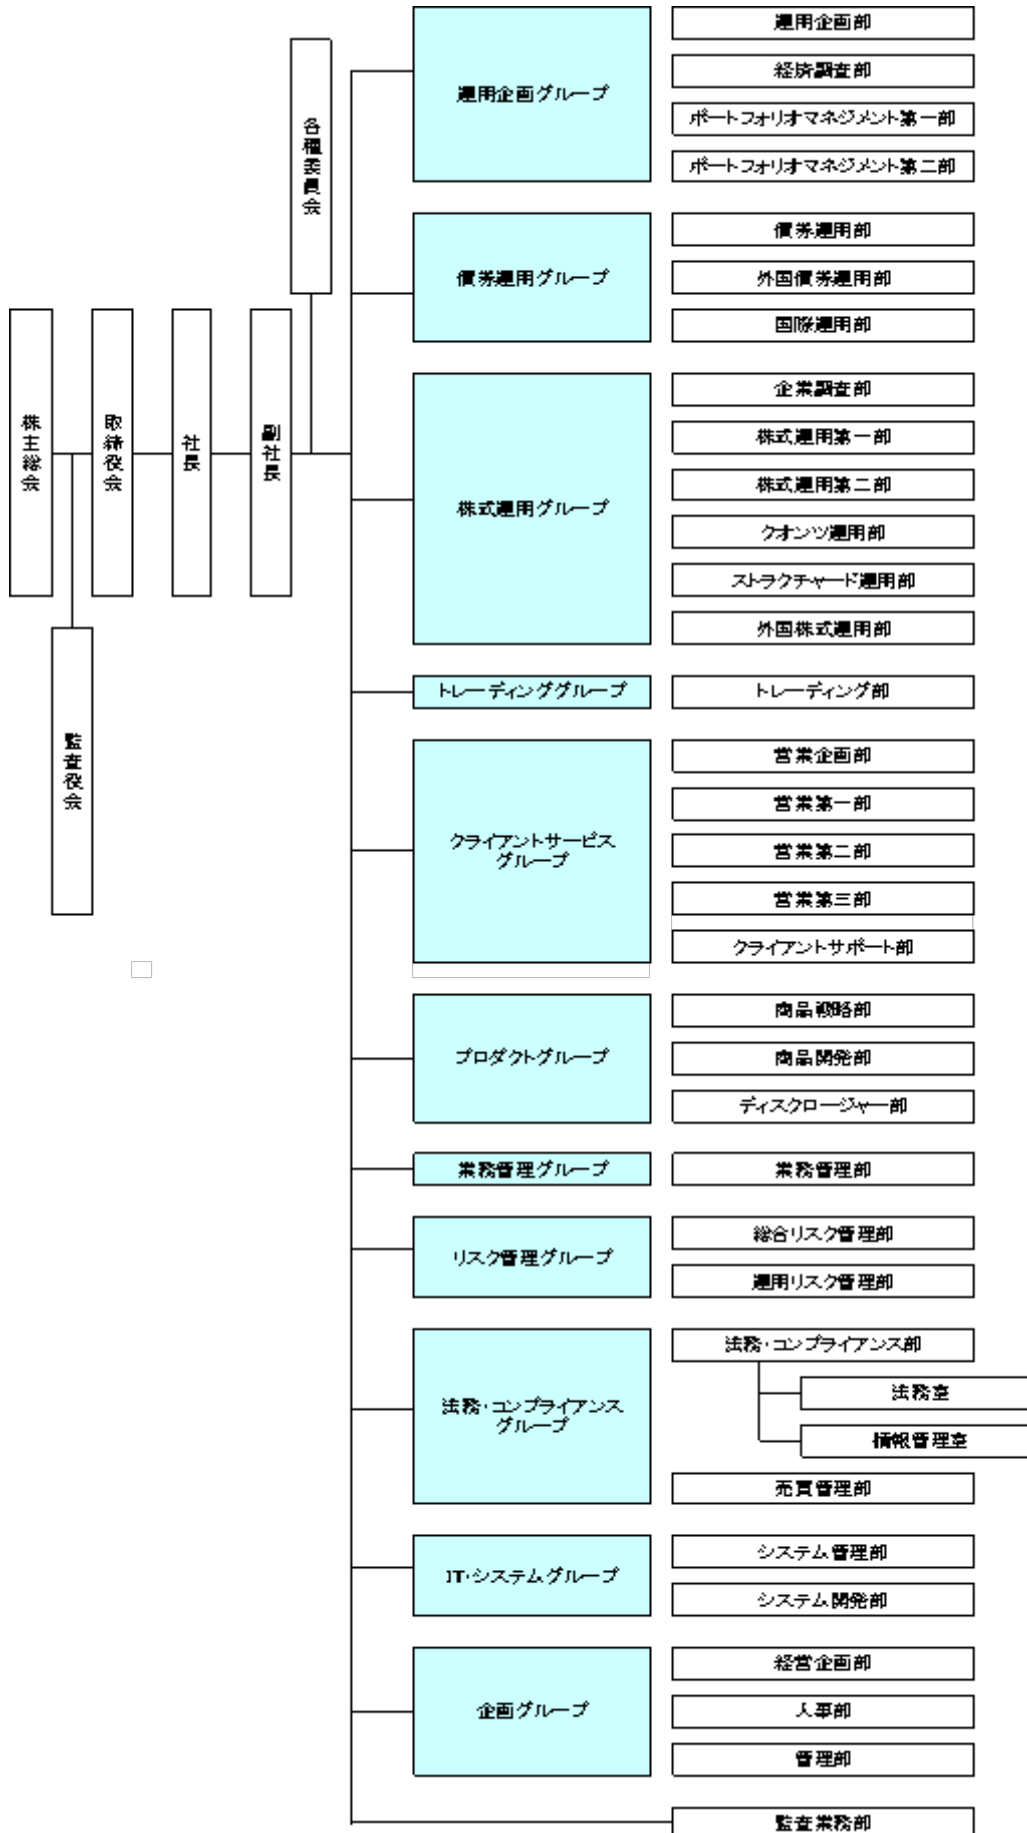 株主総会
監査役会
取締役会
社長
副社長
各種委員会
運用企画グループ
運用企画部
経済調査部
ポートフォリオマネジメント第一部
ポートフォリオマネジメント第二部
債券運用グループ
債券運用部
外国債券運用部
国際運用部
株式運用グループ
企業調査部
株式運用第一部
株式運用第二部
クオンツ運用部
ストラクチャード運用部
外国株式運用部
トレーディンググループ
トレーディング部
クライアントサービス
グループ
営業企画部
営業第一部
営業第二部
営業第三部
クライアントサポート部
プロダクトグループ
商品戦略部
商品開発部
ディスクロージャー部
業務管理グループ
業務管理部
リスク管理グループ
総合リスク管理部
運用リスク管理部
法務・コンプライアンス
グループ
法務・コンプライアンス部
法務室
情報管理室
売買管理部
IT・システムグループ
システム管理部
システム開発部
企画グループ
経営企画部
人事部
管理部
監査業務部